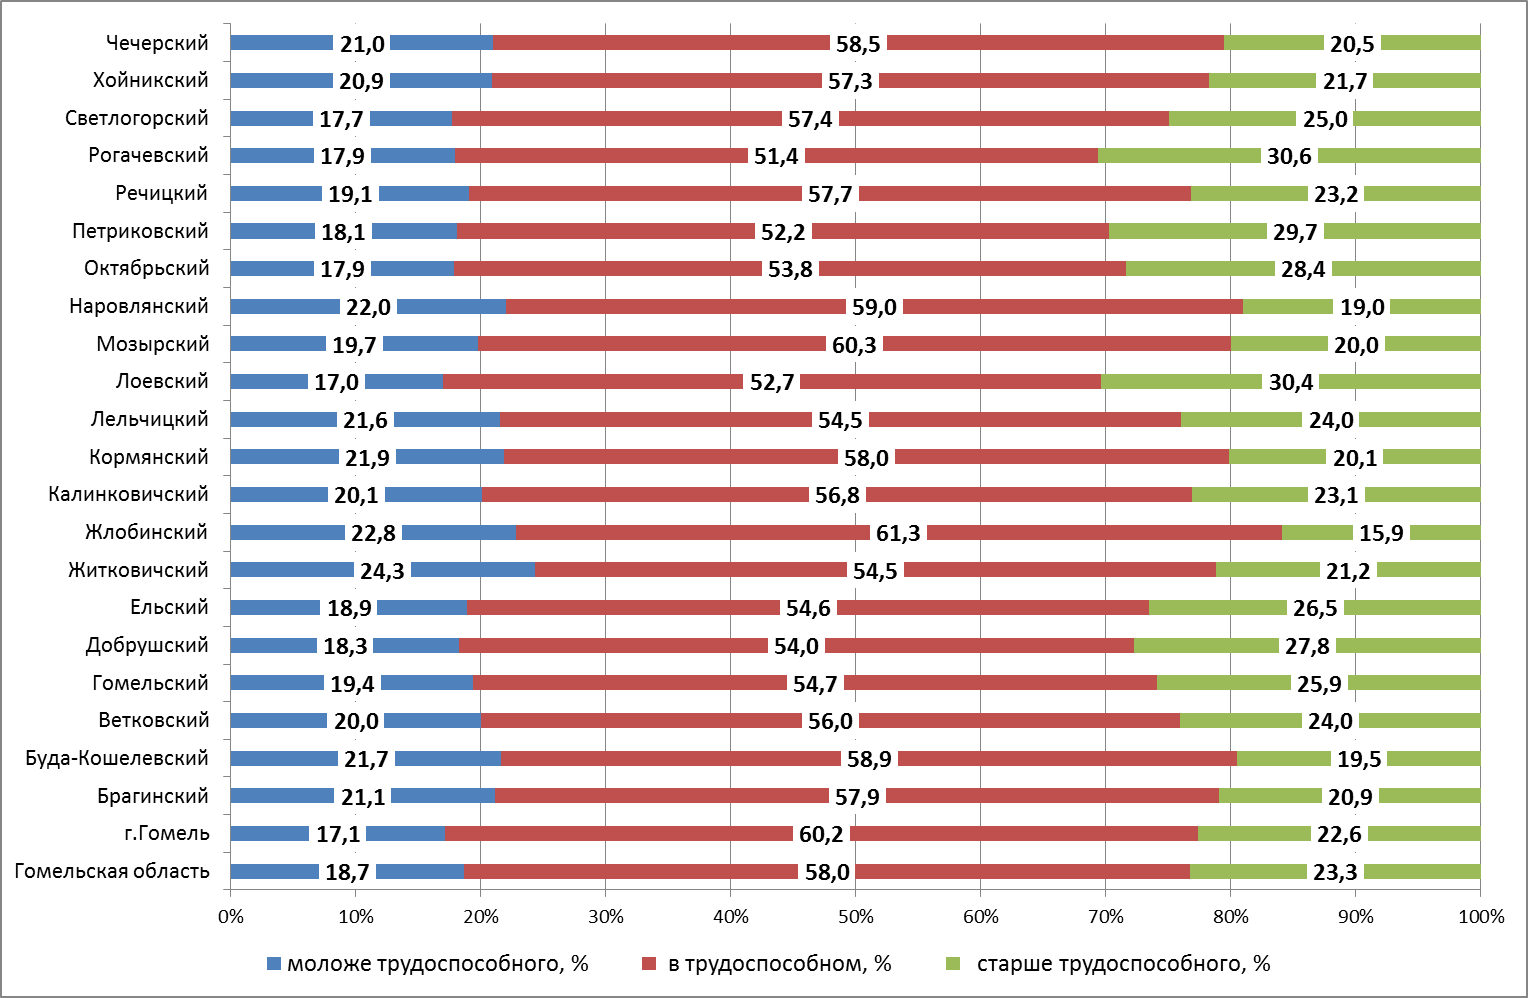 Чечерский 21,0 58,5 20,5
Хойникский 20,9 57,3 21,7
Светлогорский 17,7 57,4 25,0
Рогачевский 17,9 51,4 30,6
Речицкий 19,1 57,7 23,2
Петриковский 18,1 52,2 29,7
Октябрьский 17,9 53,8 28,4
Наровлянский 22,0 59,0 19,0
Мозырский 19,7 60,3 20,0
Лоевский 17,0 52,7 30,4
Лельчицкий 21,6 54,5 24,0
Кормянский 21,9 58,0 20,1
Калинковичский 20,1 56,8 23,1
Жлобинский 22,8 61,3 15,9
Житковичский 24,3 54,5 21,2
Ельский 18,9 54,6 26,5
Добрушский 18,3 54,0 27,8
Гомельский 19,4 54,7 25,9
Ветковский 20,0 56,0 24,0
Буда-Кошелевский 21,7 58,9 19,5
Брагинский 21,1 57,9 20,9
г.Гомель 17,1 60,2 22,6
Гомельская область 18,7 58,0 23,3
0% 10% 20% 30% 40% 50% 60% 70% 80% 90% 100%
моложе трудоспособного, % в трудоспособном, % старше трудоспособного, %